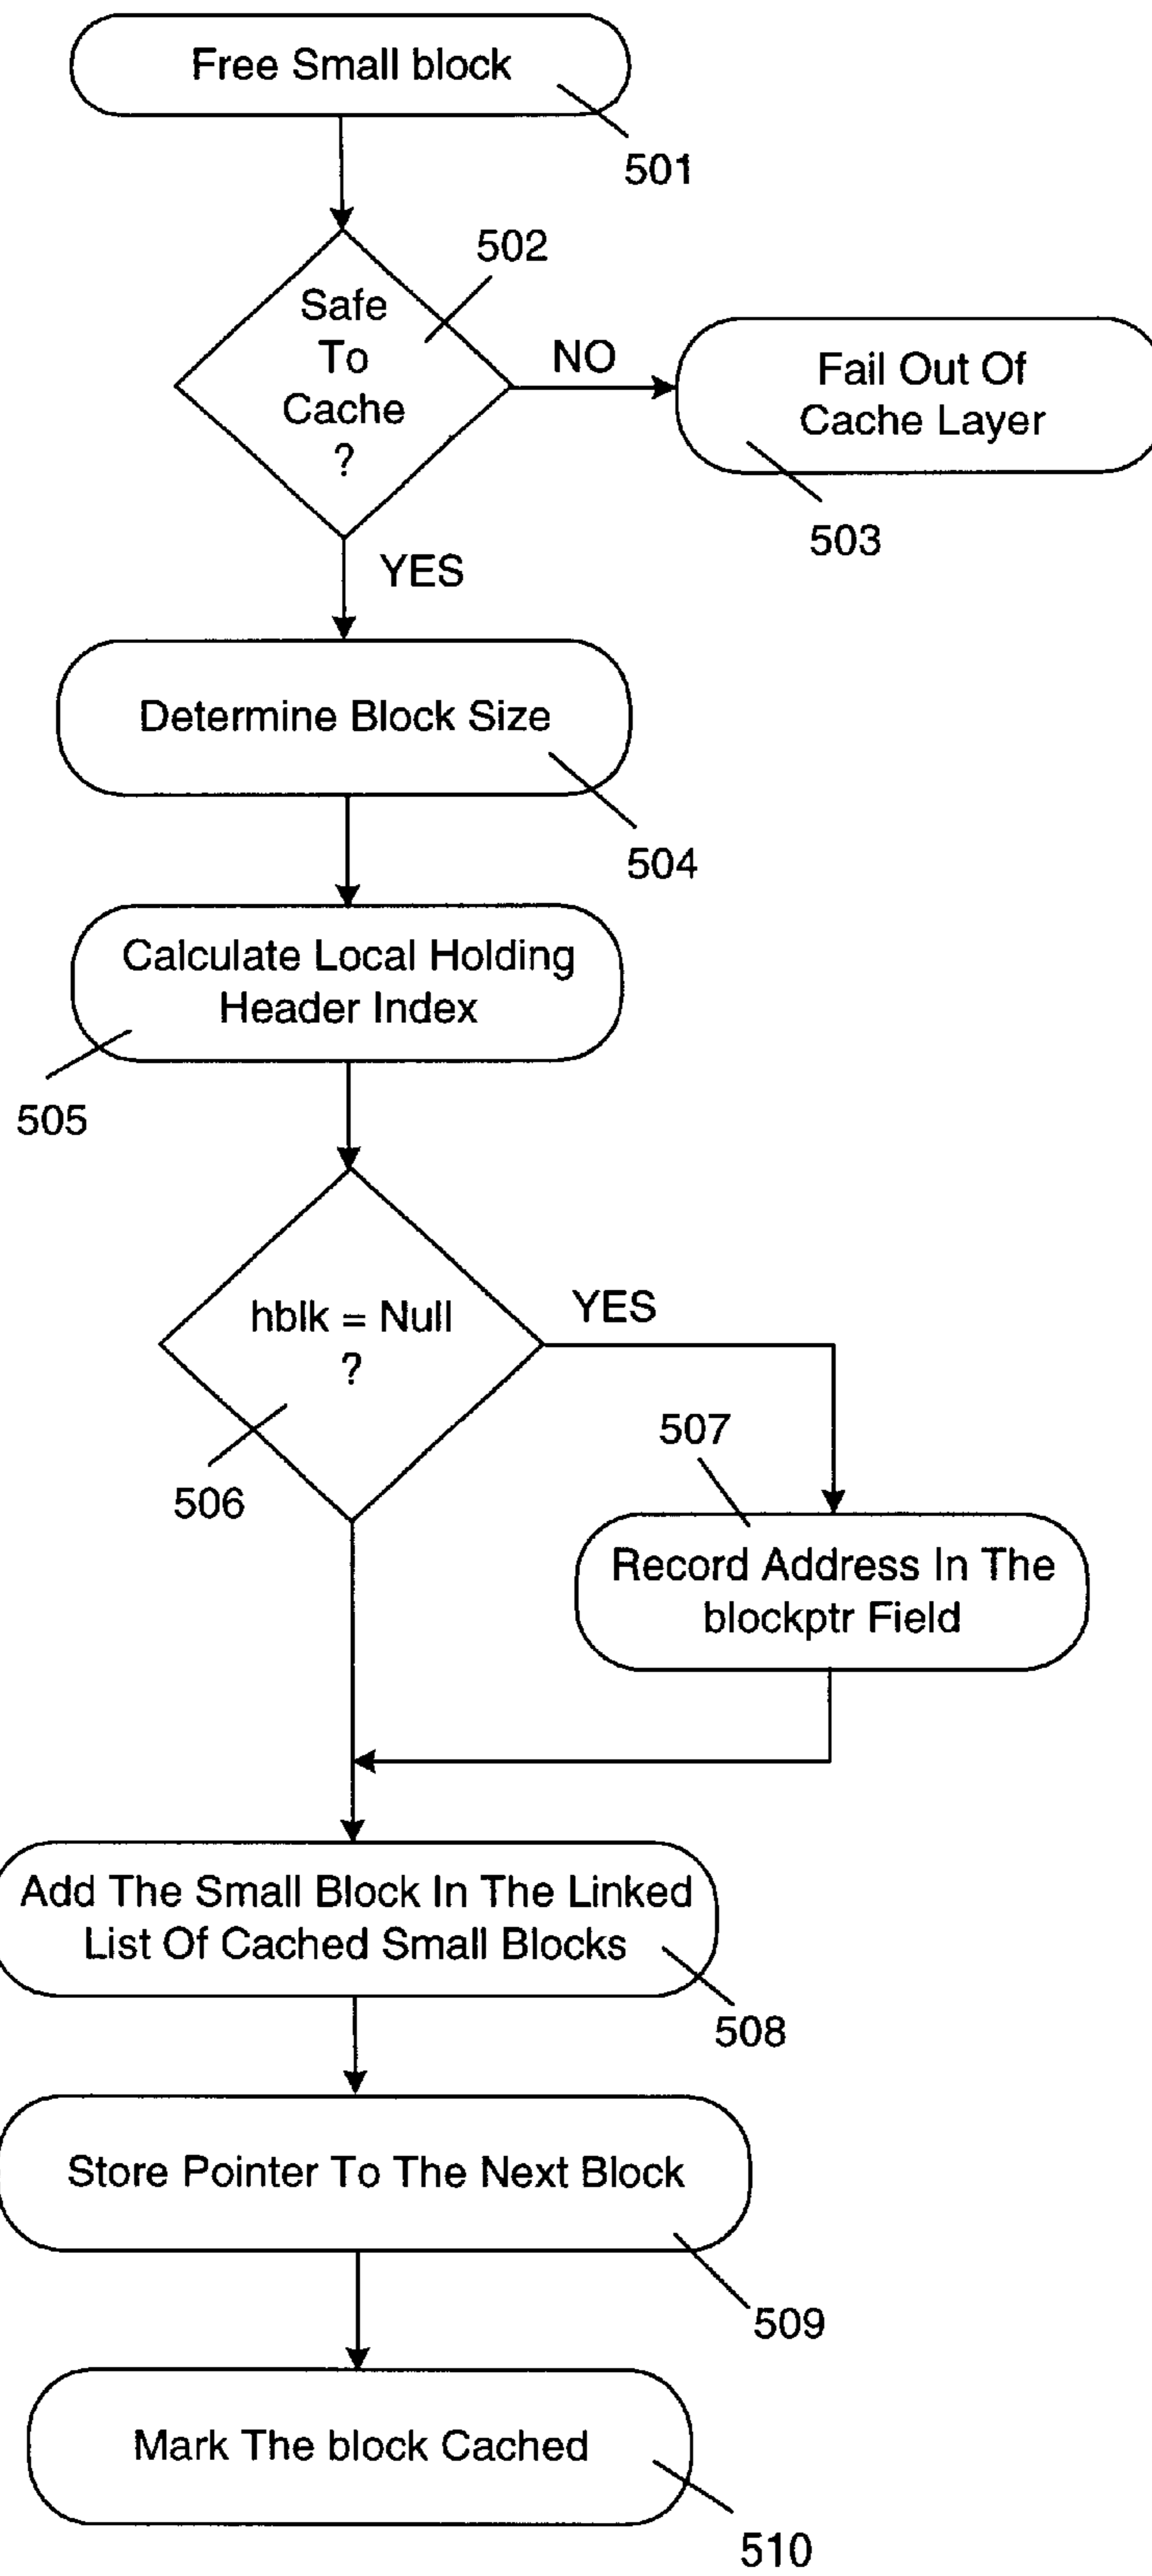 Free Small block
501
502
Safe
To
Cache
?
NO
Fail Out Of
Cache Layer
503
YES
Determine Block Size
504
Calculate Local Holding
Header Index
505
hblk = Null
?
YES
506
507
Record Address In The
blockptr Field
Add The Small Block In The Linked
List Of Cached Small Blocks
508
Store Pointer To The Next Block
509
Mark The block Cached
510